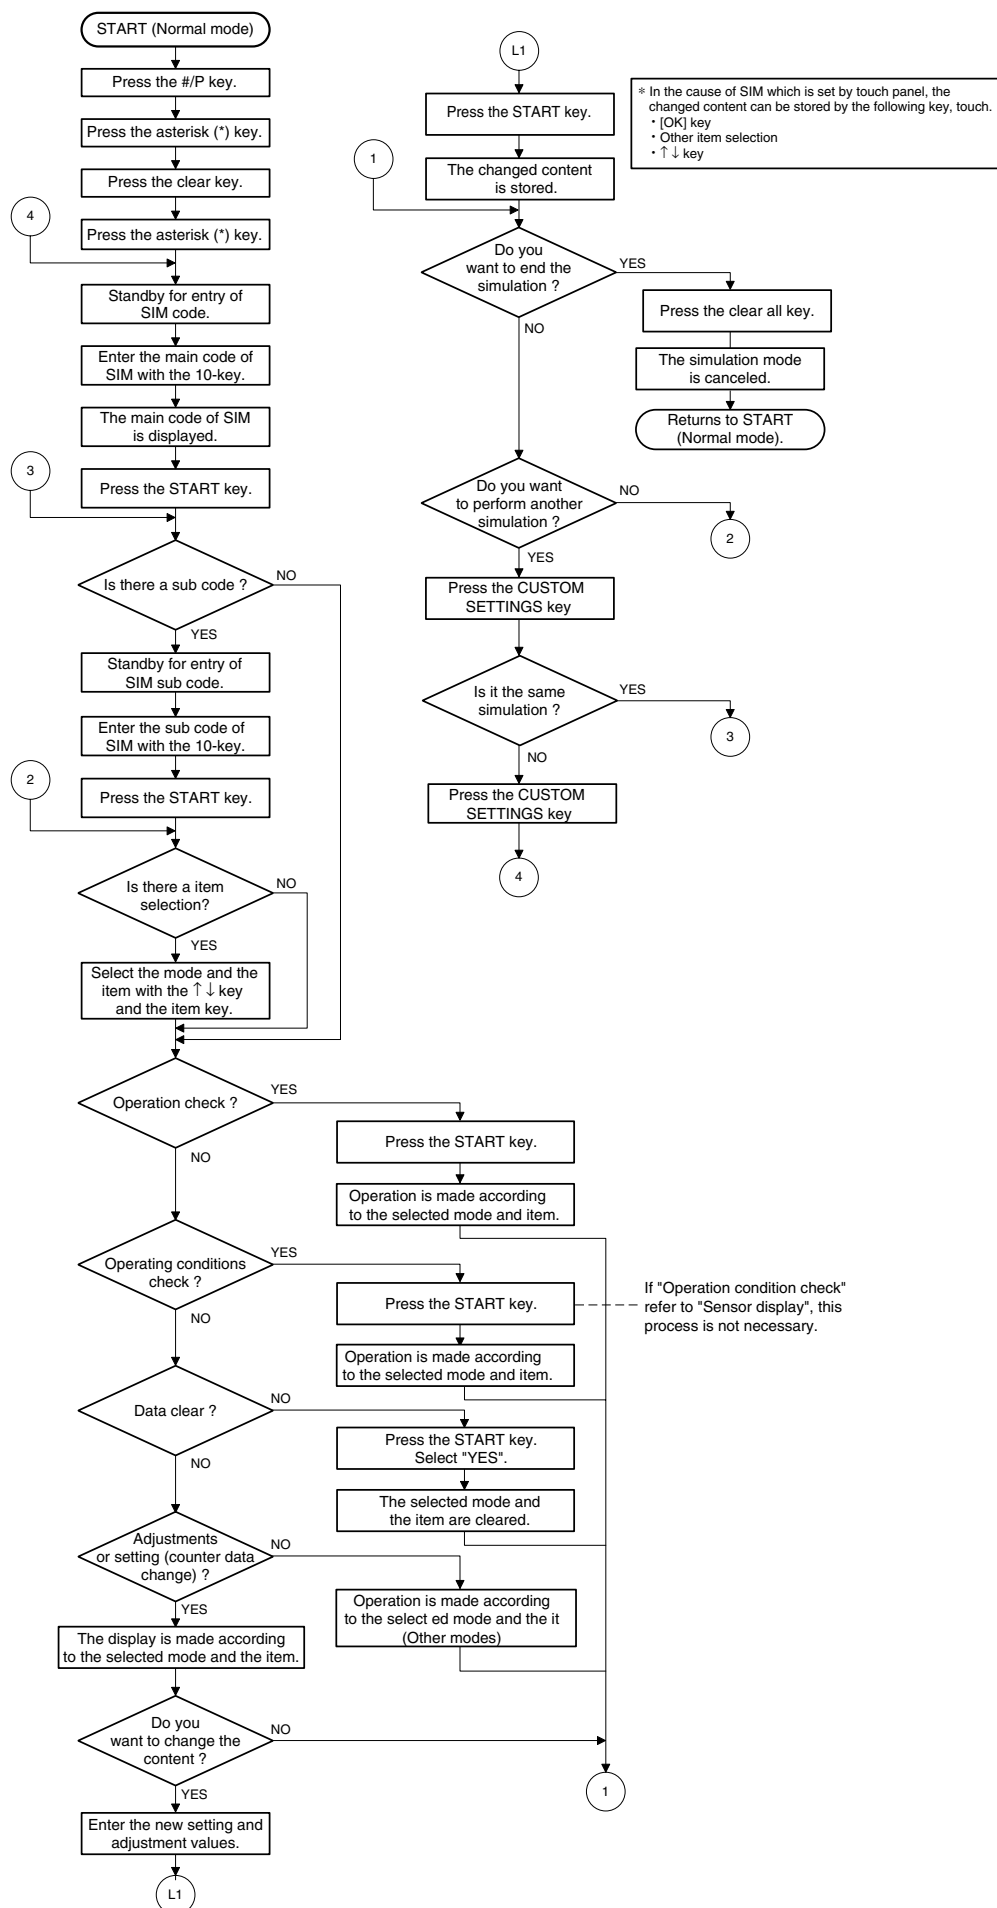 START (Normal mode)
Press the #/P key.
Press the asterisk (*) key.
Press the clear key.
4
Press the asterisk (*) key.
Standby for entry of
SIM code.
Enter the main code of
SIM with the 10-key.
The main code of SIM
is displayed.
3
Press the START key.
Is there a sub code ?
NO
YES
Standby for entry of
SIM sub code.
Enter the sub code of
SIM with the 10-key.
2
Press the START key.
Is there a item
selection?
NO
YES
Select the mode and the
item with the ↑↓ key
and the item key.
Operation check ?
YES
NO
Press the START key.
Operation is made according
to the selected mode and item.
Operating conditions
check ?
YES
NO
Press the START key.
If "Operation condition check"
refer to "Sensor display", this
process is not necessary.
Operation is made according
to the selected mode and item.
Data clear ?
NO
NO
Press the START key.
Select "YES".
The selected mode and
the item are cleared.
Adjustments
or setting (counter data
change) ?
NO
YES
Operation is made according
to the select ed mode and the it
(Other modes)
The display is made according
to the selected mode and the item.
Do you
want to change the
content ?
NO
YES
1
Enter the new setting and
adjustment values.
L1
L1
Press the START key.
1
The changed content
is stored.
Do you
want to end the
simulation ?
YES
NO
Press the clear all key.
The simulation mode
is canceled.
Returns to START
(Normal mode).
Do you want
to perform another
simulation ?
NO
2
YES
Press the CUSTOM
SETTINGS key
Is it the same
simulation ?
YES
3
NO
Press the CUSTOM
SETTINGS key
4
* In the cause of SIM which is set by touch panel, the
changed content can be stored by the following key, touch.
· [OK] key
· Other item selection
· ↑↓ key